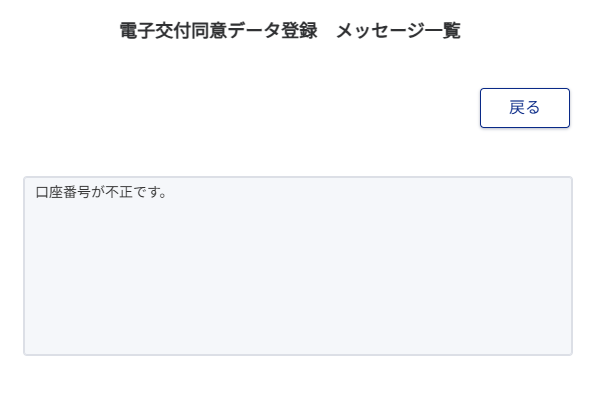 電子交付同意データ登録　メッセージ一覧
戻る
口座番号が不正です。